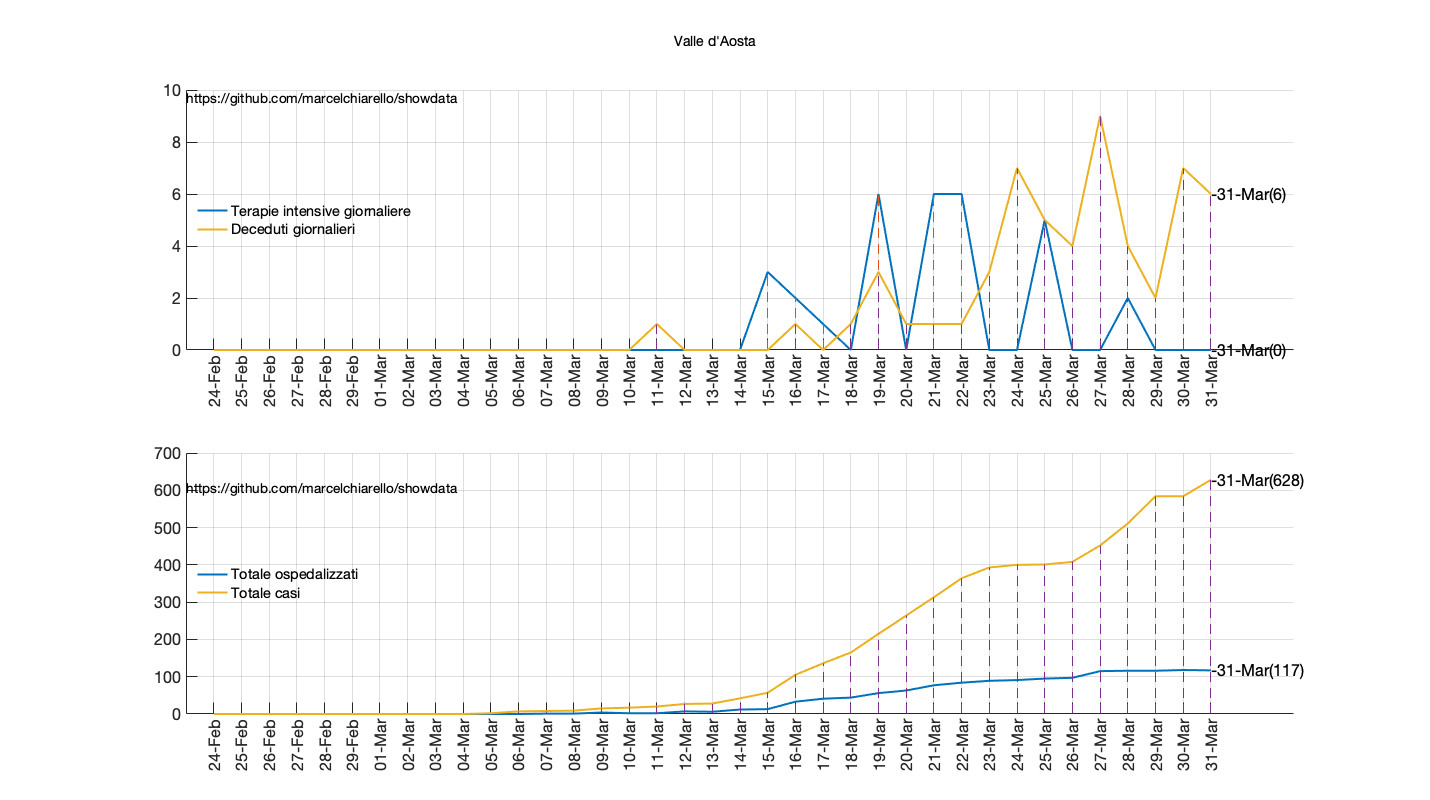 Valle d'Aosta
10
https://github.com/marcelchiarello/showdata
8
6
-31-Mar(6)
Terapie intensive giornaliere
Deceduti giornalieri
4
2
0
-31-Mar(0)
24-Feb
25-Feb
26-Feb
27-Feb
28-Feb
29-Feb
01-Mar
02-Mar
03-Mar
04-Mar
05-Mar
06-Mar
07-Mar
08-Mar
09-Mar
10-Mar
11-Mar
12-Mar
13-Mar
14-Mar
15-Mar
16-Mar
17-Mar
18-Mar
19-Mar
20-Mar
21-Mar
22-Mar
23-Mar
24-Mar
25-Mar
26-Mar
27-Mar
28-Mar
29-Mar
30-Mar
31-Mar
700
-31-Mar(628)
600
https://github.com/marcelchiarello/showdata
500
400
Totale ospedalizzati
Totale casi
300
200
100
-31-Mar(117)
0
24-Feb
25-Feb
26-Feb
27-Feb
28-Feb
29-Feb
01-Mar
02-Mar
03-Mar
04-Mar
05-Mar
06-Mar
07-Mar
08-Mar
09-Mar
10-Mar
11-Mar
12-Mar
13-Mar
14-Mar
15-Mar
16-Mar
17-Mar
18-Mar
19-Mar
20-Mar
21-Mar
22-Mar
23-Mar
24-Mar
25-Mar
26-Mar
27-Mar
28-Mar
29-Mar
30-Mar
31-Mar